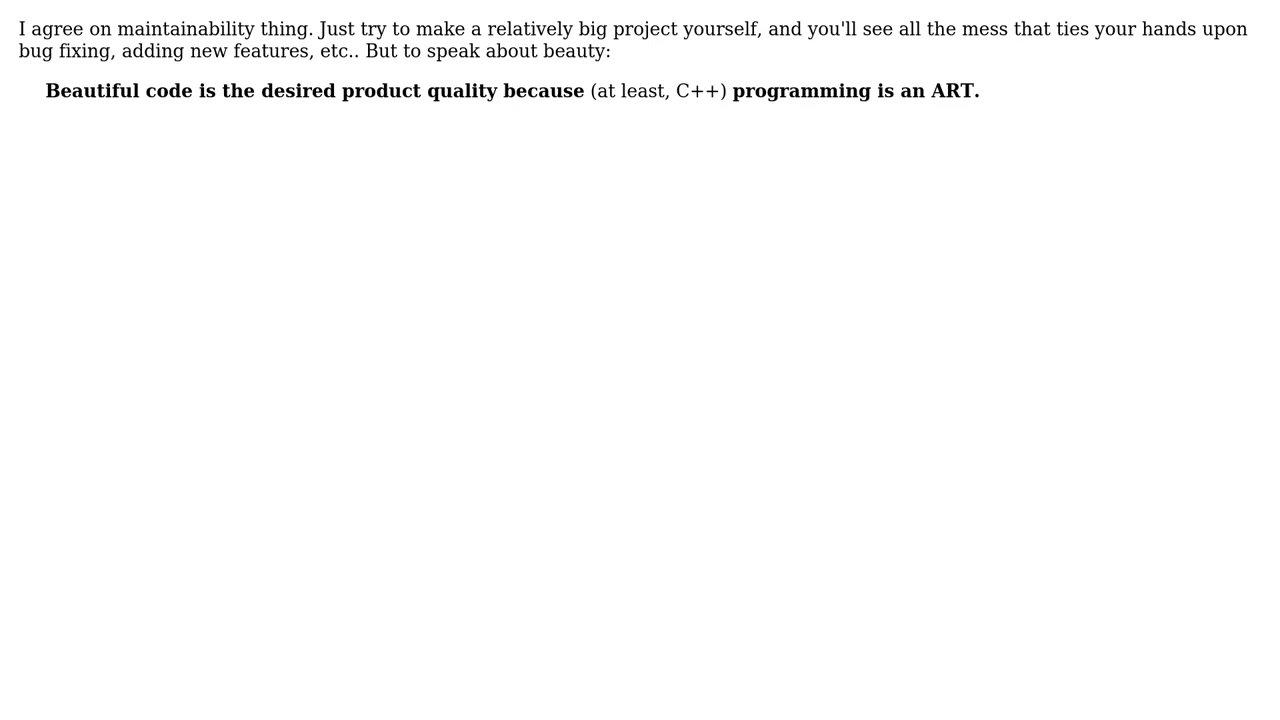 I agree on maintainability thing. Just try to make a relatively big project yourself, and you'll see all the mess that ties your hands upon
bug fixing, adding new features, etc.. But to speak about beauty:
Beautiful code is the desired product quality because (at least, C++) programming is an ART.